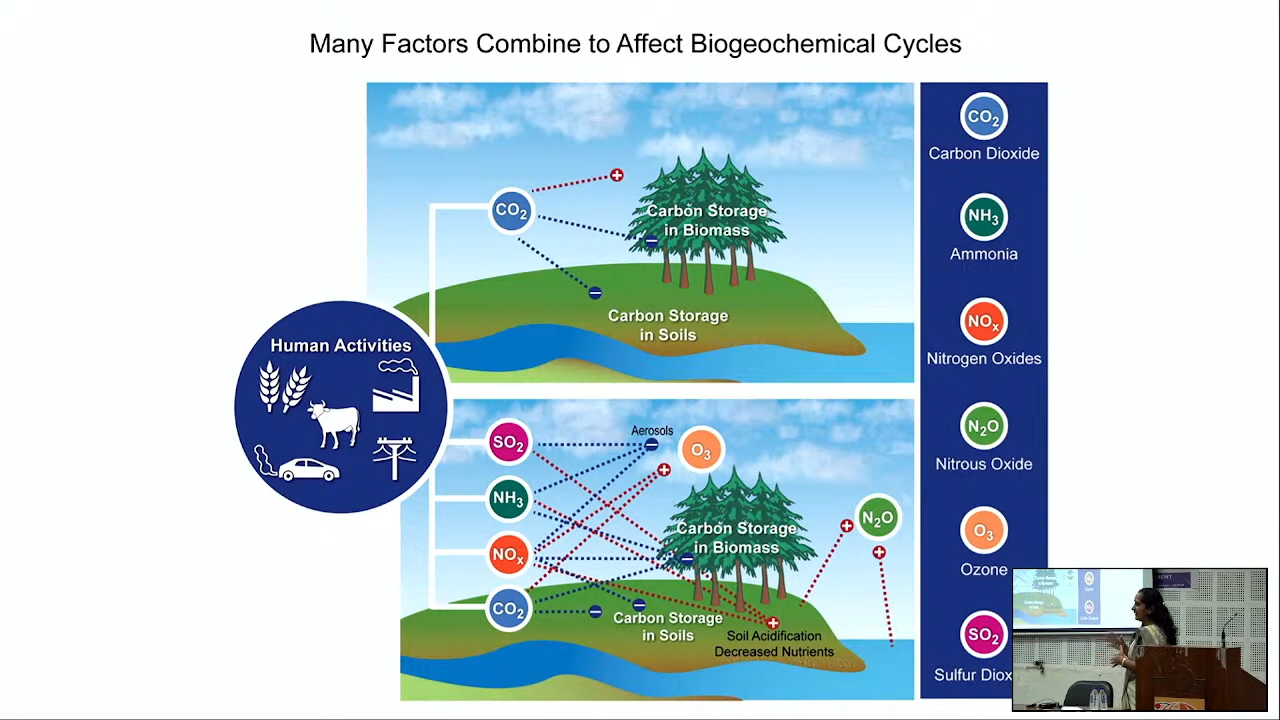 Many Factors Combine to Affect Biogeochemical Cycles
CO₂
Carbon Storage
in Biomass
Carbon Storage
in Soils
Human Activities
SO₂
NH₃
NOₓ
CO₂
Aerosols
O₃
Carbon Storage
in Biomass
N₂O
Carbon Storage
in Soils
Soil Acidification
Decreased Nutrients
CO₂
Carbon Dioxide
NH₃
Ammonia
NOₓ
Nitrogen Oxides
N₂O
Nitrous Oxide
O₃
Ozone
SO₂
Sulfur Diox